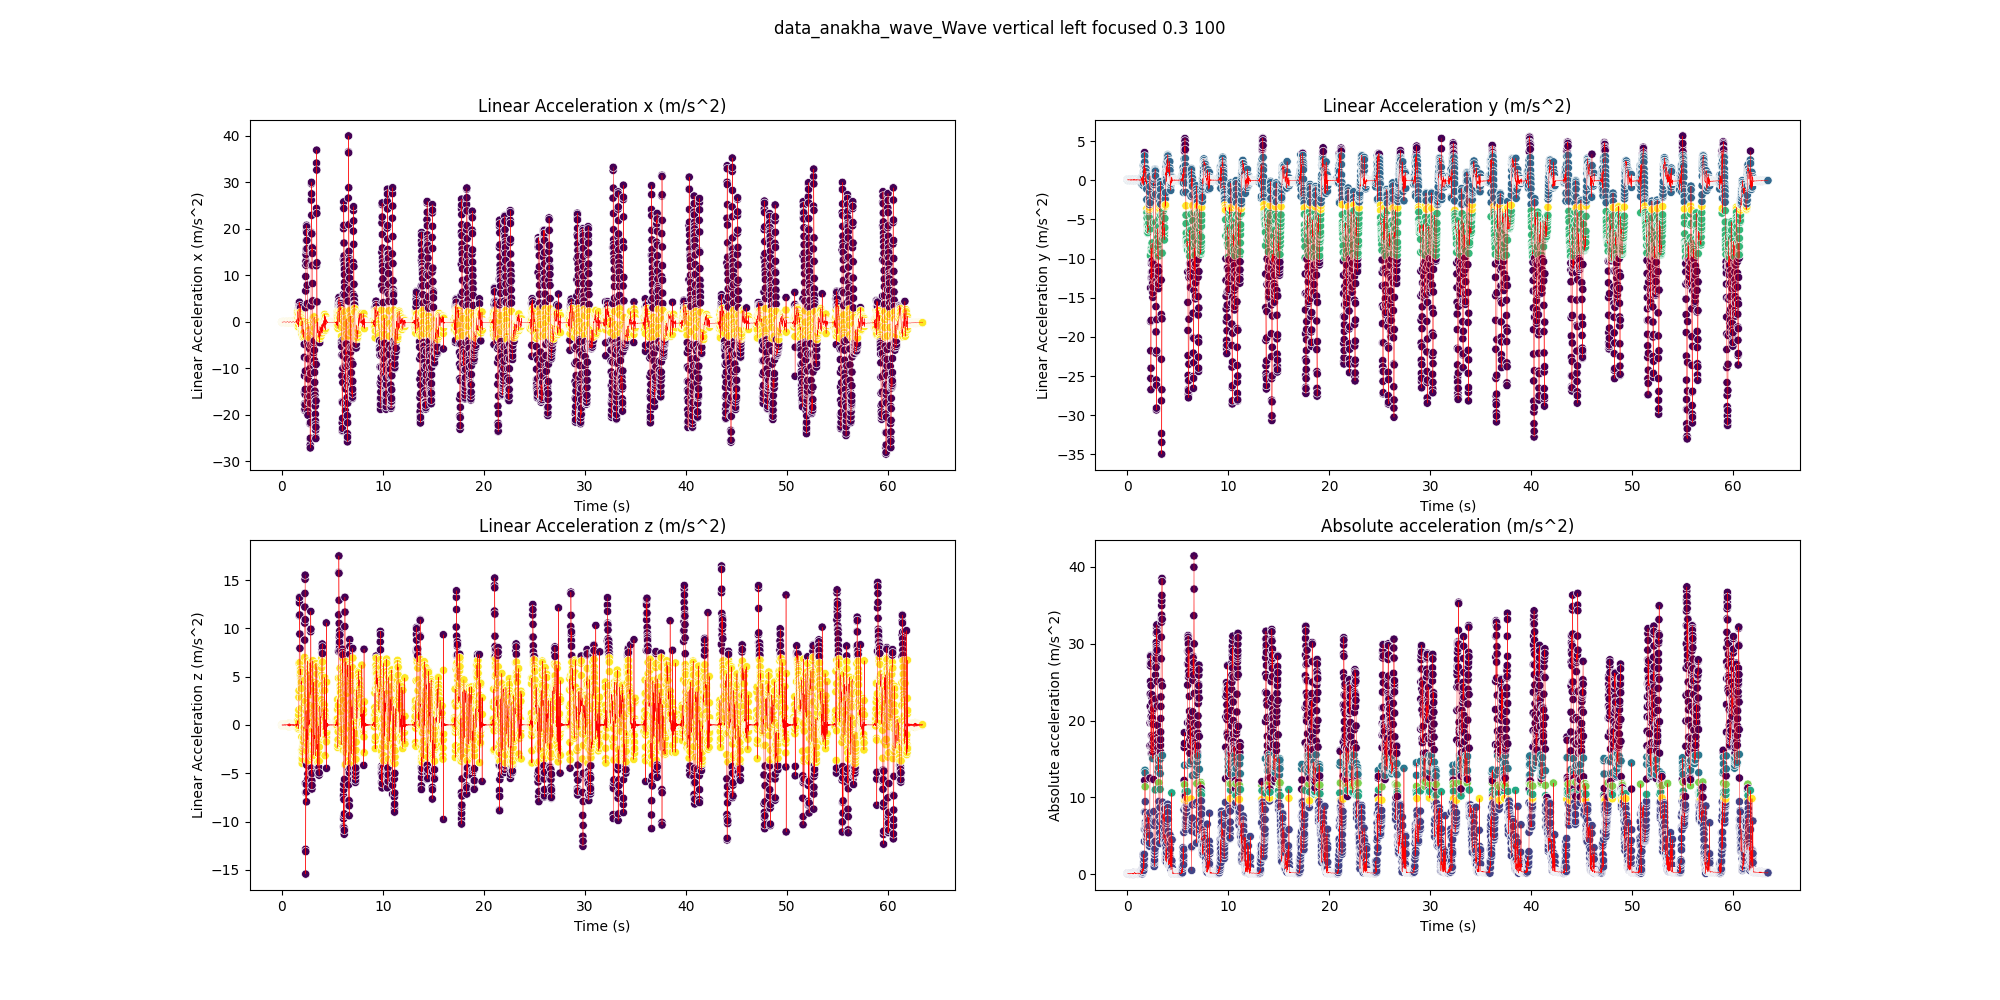 data_anakha_wave_Wave vertical left focused 0.3 100
Linear Acceleration x (m/s^2)
Linear Acceleration x (m/s^2)
40
30
20
10
0
−10
−20
−30
0 10 20 30 40 50 60
Time (s)
Linear Acceleration y (m/s^2)
Linear Acceleration y (m/s^2)
5
0
−5
−10
−15
−20
−25
−30
−35
0 10 20 30 40 50 60
Time (s)
Linear Acceleration z (m/s^2)
Linear Acceleration z (m/s^2)
15
10
5
0
−5
−10
−15
0 10 20 30 40 50 60
Time (s)
Absolute acceleration (m/s^2)
Absolute acceleration (m/s^2)
40
30
20
10
0
0 10 20 30 40 50 60
Time (s)